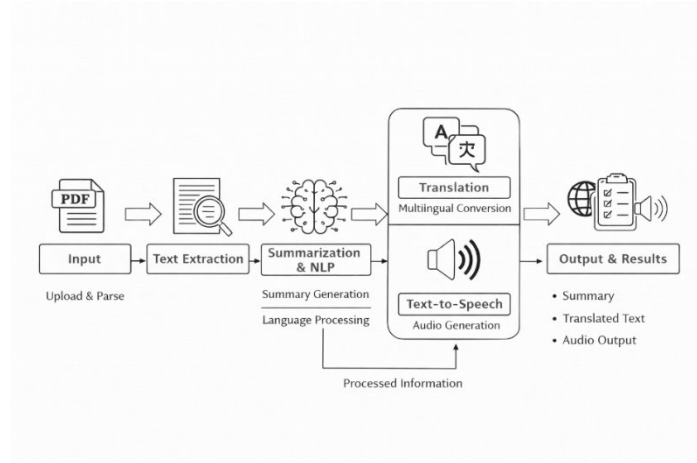 PDF
Input
Upload & Parse
Text Extraction
Summarization
& NLP
Summary Generation
Language Processing
A
文
Translation
Multiingual Conversion
Text-to-Speech
Audio Generation
Processed Information
Output & Results
• Summary
• Translated Text
• Audio Output